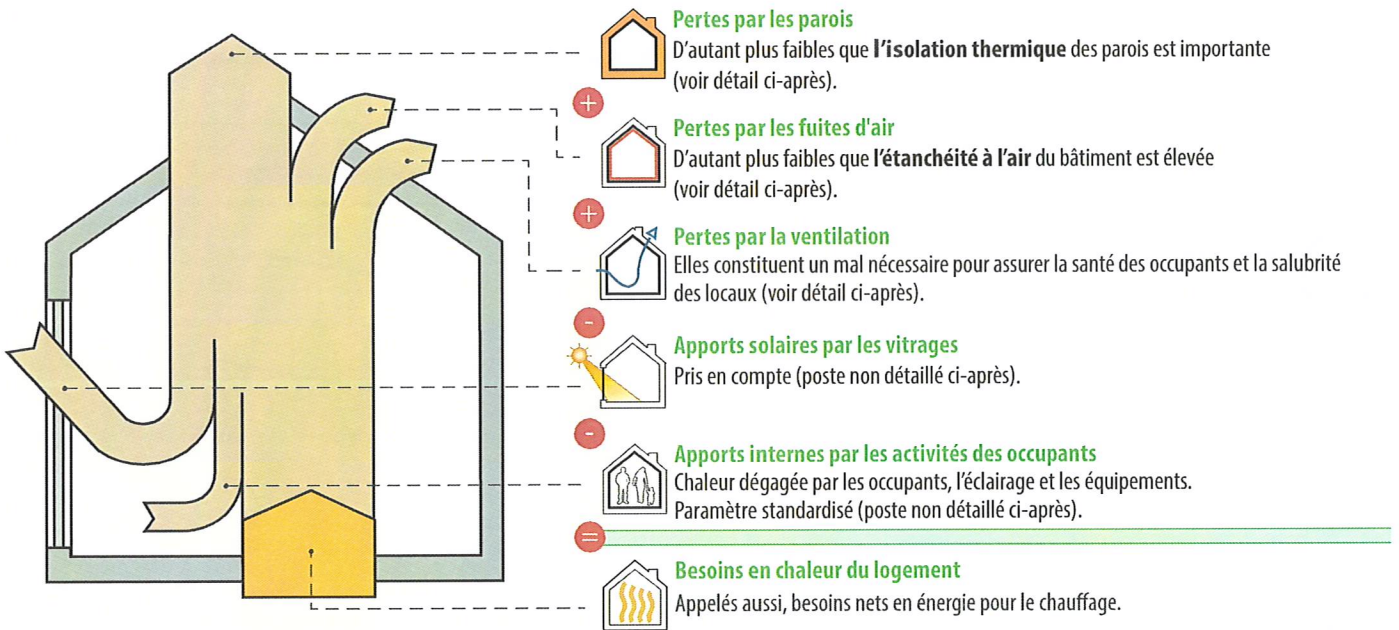 Pertes par les parois
D'autant plus faibles que l'isolation thermique des parois est importante
(voir détail ci-après).
+
Pertes par les fuites d'air
D'autant plus faibles que l'étanchéité à l'air du bâtiment est élevée
(voir détail ci-après).
+
Pertes par la ventilation
Elles constituent un mal nécessaire pour assurer la santé des occupants et la salubrité
des locaux (voir détail ci-après).
-
Apports solaires par les vitrages
Pris en compte (poste non détaillé ci-après).
-
Apports internes par les activités des occupants
Chaleur dégagée par les occupants, l'éclairage et les équipements.
Paramètre standardisé (poste non détaillé ci-après).
=
Besoins en chaleur du logement
Appelés aussi, besoins nets en énergie pour le chauffage.